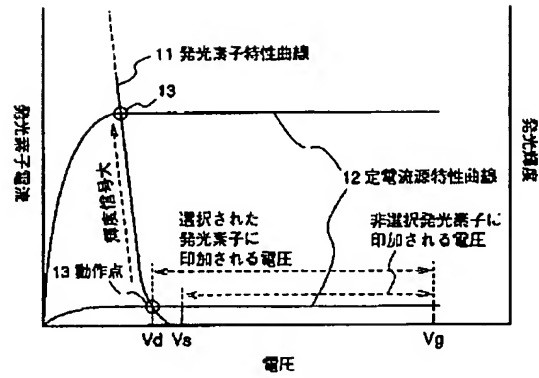 11 発光素子特性曲線
13
発光素子電流
輝度信号大
発光輝度
12 定電流源特性曲線
選択された
発光素子に
印加される電圧
非選択発光素子に
印加される電圧
13 動作点
Vd
Vs
Vg
電圧